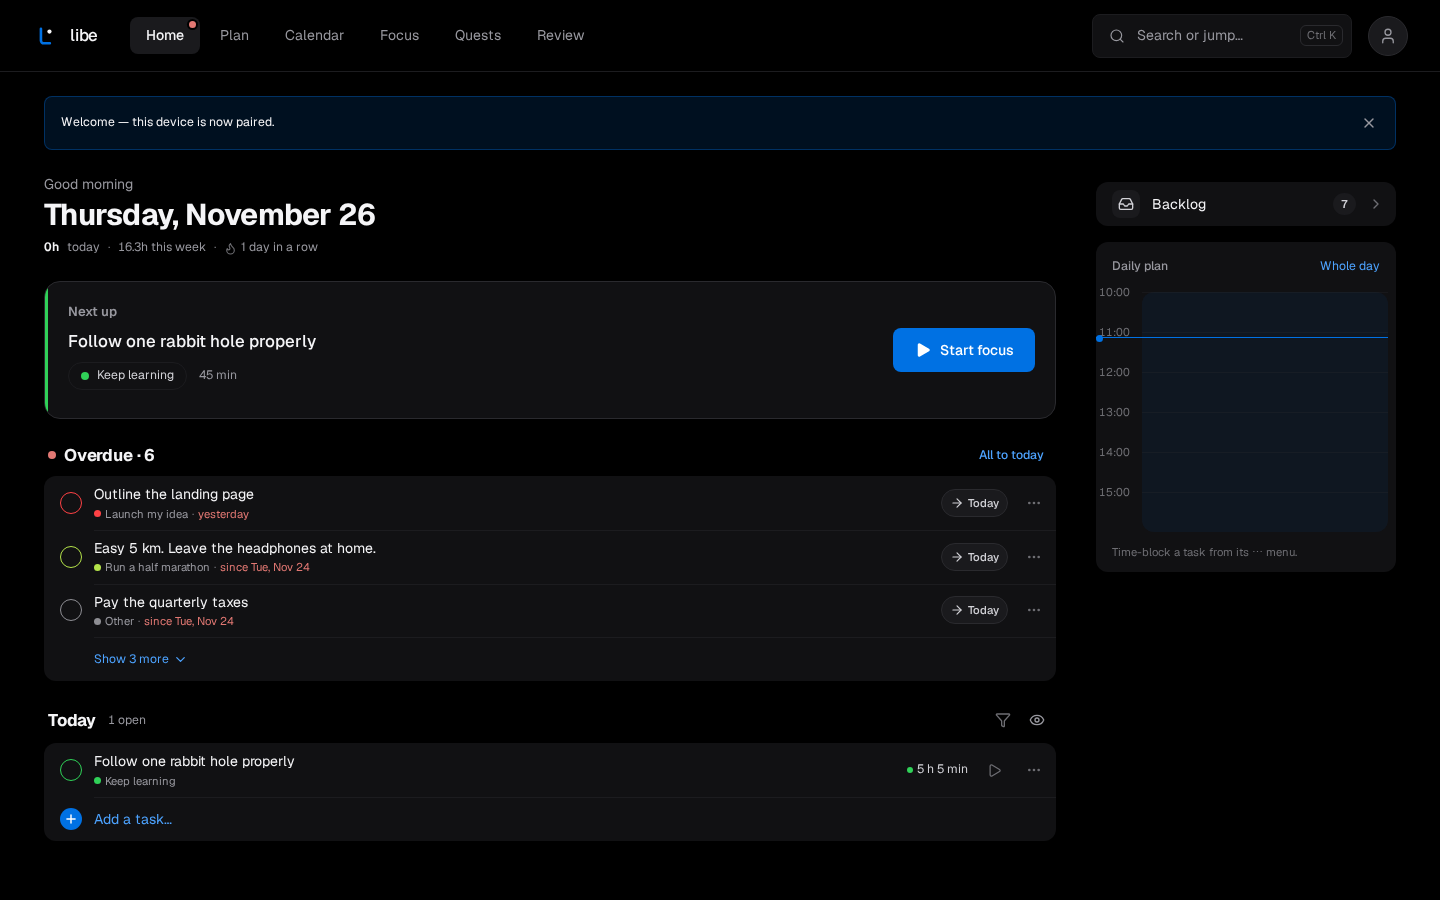 libe
Home
Plan
Calendar
Focus
Quests
Review
Search or jump...
Ctrl K
Welcome — this device is now paired.
Good morning
Thursday, November 26
0h today · 16.3h this week · 1 day in a row
Next up
Follow one rabbit hole properly
Keep learning
45 min
Start focus
Overdue · 6
All to today
Outline the landing page
Launch my idea · yesterday
Today
Easy 5 km. Leave the headphones at home.
Run a half marathon · since Tue, Nov 24
Today
Pay the quarterly taxes
Other · since Tue, Nov 24
Today
Show 3 more
Today
1 open
Follow one rabbit hole properly
Keep learning
5 h 5 min
Add a task...
Backlog
7
Daily plan
Whole day
10:00
11:00
12:00
13:00
14:00
15:00
Time-block a task from its ··· menu.